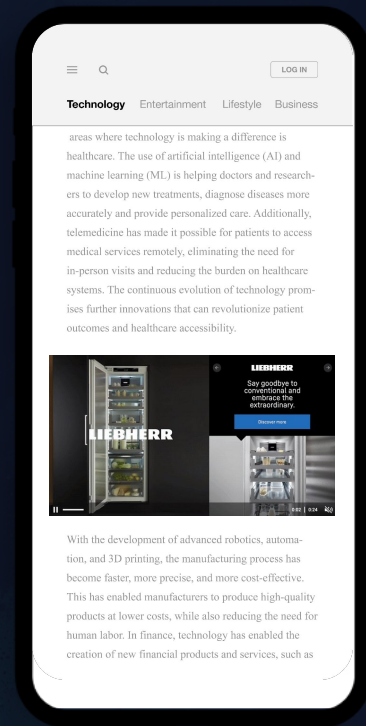 LOG IN
Technology Entertainment Lifestyle Business
areas where technology is making a difference is
healthcare. The use of artificial intelligence (AI) and
machine learning (ML) is helping doctors and research-
ers to develop new treatments, diagnose diseases more
accurately and provide personalized care. Additionally,
telemedicine has made it possible for patients to access
medical services remotely, eliminating the need for
in-person visits and reducing the burden on healthcare
systems. The continuous evolution of technology prom-
ises further innovations that can revolutionize patient
outcomes and healthcare accessibility.
LIEBHERR
LIEBHERR
Say goodbye to
conventional and
embrace the
extraordinary.
Discover more
0:02 | 0:24
With the development of advanced robotics, automa-
tion, and 3D printing, the manufacturing process has
become faster, more precise, and more cost-effective.
This has enabled manufacturers to produce high-quality
products at lower costs, while also reducing the need for
human labor. In finance, technology has enabled the
creation of new financial products and services, such as